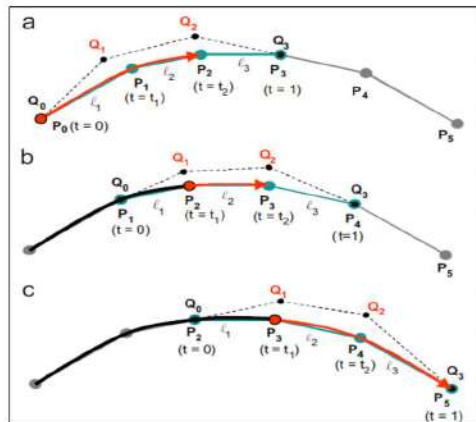 a
Q₂
Q₁
Q₃
P₂
ℓ₃
P₃
ℓ₂
P₁
(t = t₂)
(t = 1)
P₄
Q₀
ℓ₁
(t = t₁)
P₀ (t = 0)
P₅
b
Q₁
Q₂
Q₀
Q₃
ℓ₁
P₂
ℓ₂
P₃
ℓ₃
P₁
(t = t₁)
(t = t₂)
P₄
(t = 0)
(t=1)
P₅
c
Q₁
Q₀
Q₂
P₂
ℓ₁
P₃
ℓ₂
P₄
(t = 0)
(t = t₁)
(t = t₂)
ℓ₃
Q₃
P₅
(t = 1)